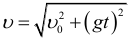 υ = √(υ₀² + (gt)²)